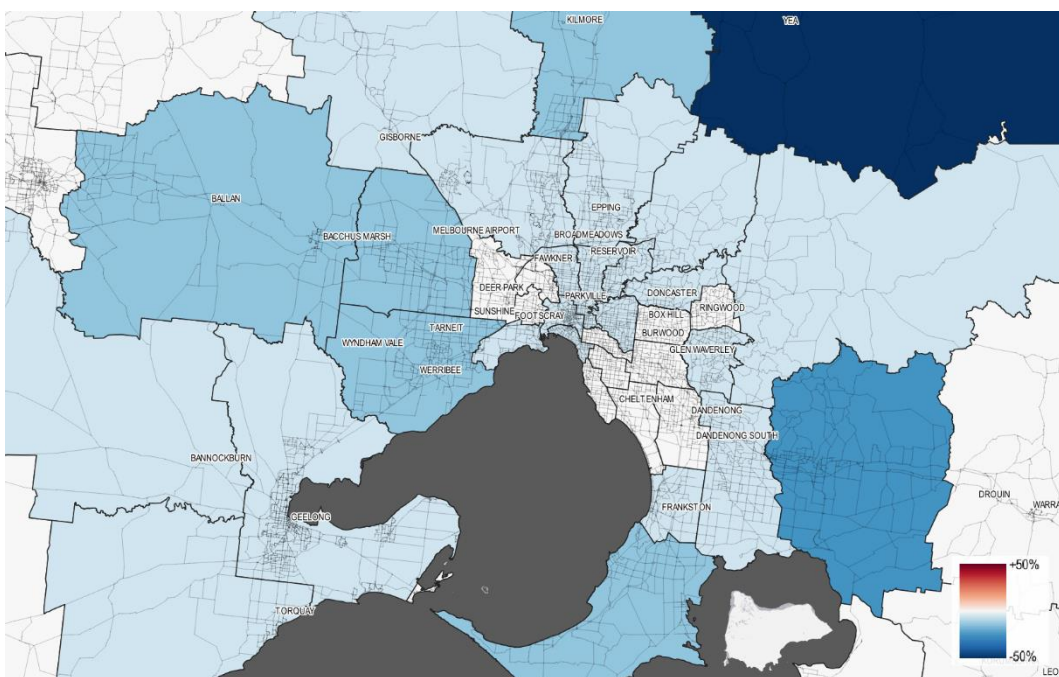 KILMORE
YEA
GISBORNE
BALLAN
EPPING
BACCHUS MARSH
MELBOURNE AIRPORT
BROADMEADOWS
RESERVOIR
FAWKNER
DEER PARK
PARKVILLE
DONCASTER
SUNSHINE
FOOTSCRAY
BOX HILL
RINGWOOD
TARNEIT
BURWOOD
WYNDHAM VALE
GLEN WAVERLEY
WERRIBEE
CHELTENHAM
DANDENONG
DANDENONG SOUTH
BANNOCKBURN
DROUIN
WARRA
FRANKSTON
GEELONG
+50%
TORQUAY
-50%
LEO